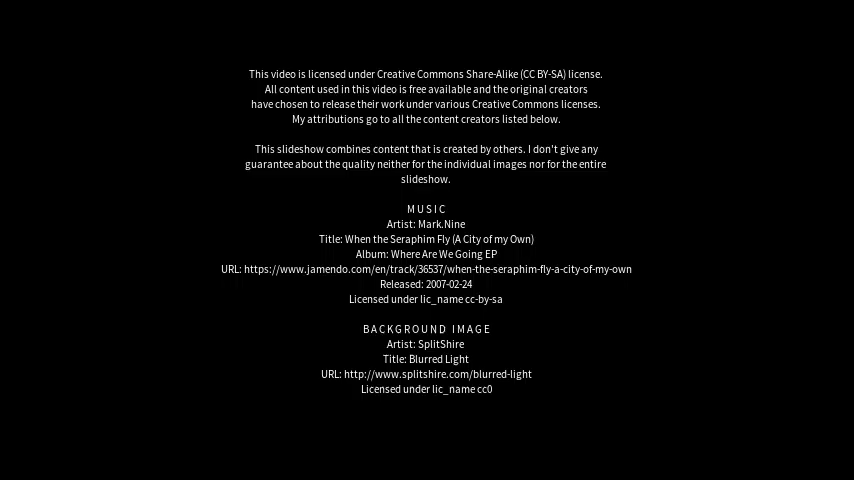 This video is licensed under Creative Commons Share-Alike (CC BY-SA) license.
All content used in this video is free available and the original creators
have chosen to release their work under various Creative Commons licenses.
My attributions go to all the content creators listed below.
This slideshow combines content that is created by others. I don't give any
guarantee about the quality neither for the individual images nor for the entire
slideshow.
MUSIC
Artist: Mark.Nine
Title: When the Seraphim Fly (A City of my Own)
Album: Where Are We Going EP
URL: https://www.jamendo.com/en/track/36537/when-the-seraphim-fly-a-city-of-my-own
Released: 2007-02-24
Licensed under lic_name cc-by-sa
BACKGROUND IMAGE
Artist: SplitShire
Title: Blurred Light
URL: http://www.splitshire.com/blurred-light
Licensed under lic_name cc0